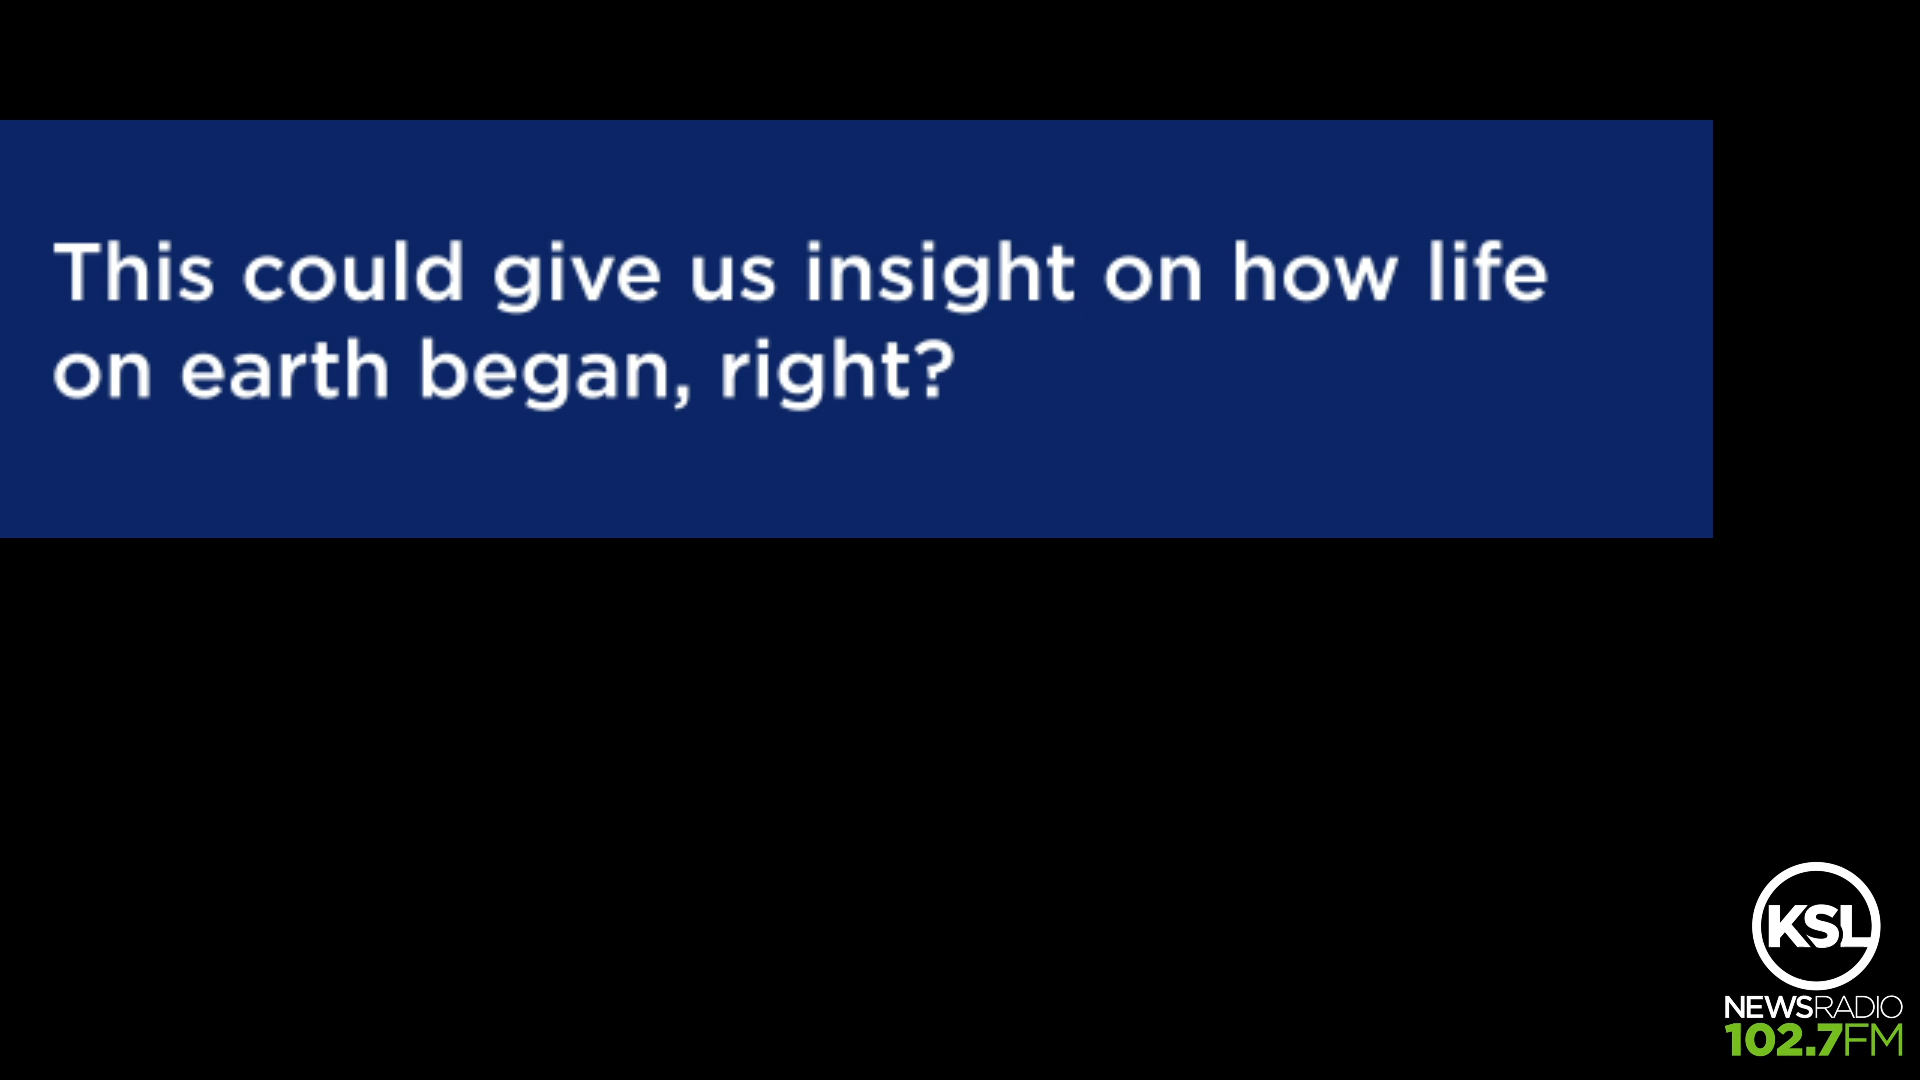 This could give us insight on how life
on earth began, right?
KSL
NEWSRADIO
102.7FM